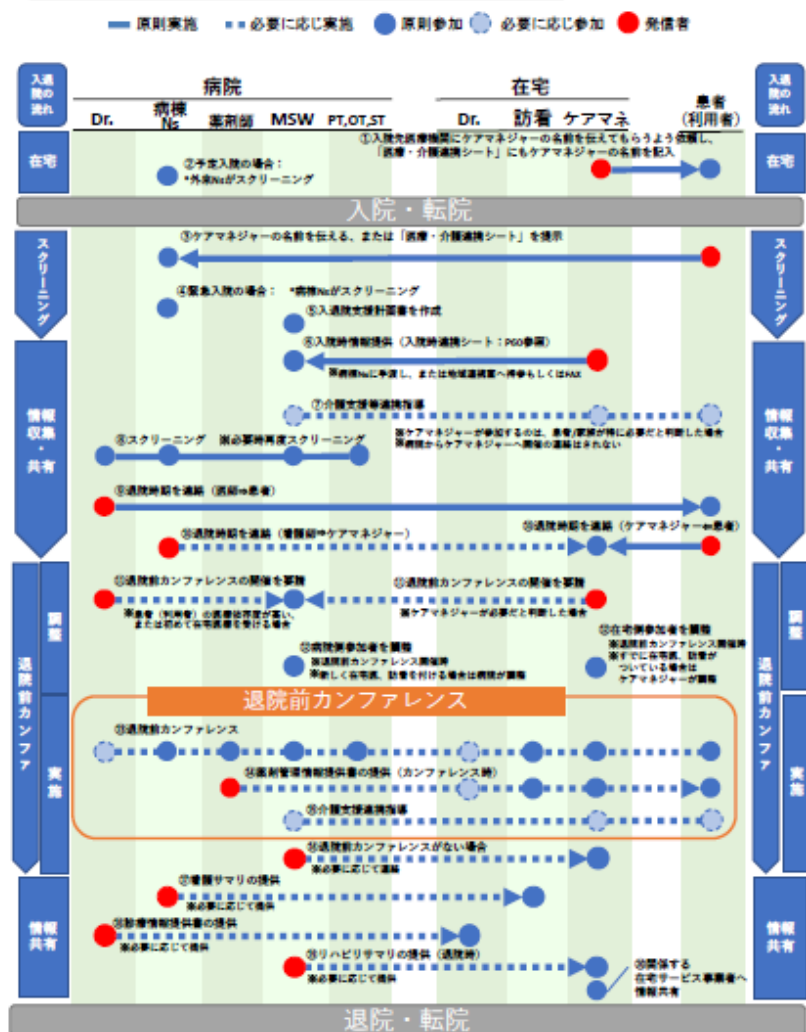 原則実施 必要に応じ実施 原則参加 必要に応じ参加 発信者
入退院の流れ
病院 在宅
患者(利用者)
入退院の流れ
Dr. 病棟Ns 薬剤師 MSW PT,OT,ST Dr. 訪看 ケアマネ
在宅
①入院先医療機関にケアマネジャーの名前を伝えてもらうよう依頼し、
「医療・介護連携シート」にもケアマネジャーの名前を記入
②予定入院の場合:
*外来Nsがスクリーニング
在宅
入院・転院
スクリーニング
③ケアマネジャーの名前を伝える、または「医療・介護連携シート」を提示
④緊急入院の場合: *病棟Nsがスクリーニング
⑤入退院支援計画書を作成
スクリーニング
情報収集・共有
⑥入院時情報提供(入院時連携シート:P60参照)
※病棟Nsに手渡し、または地域連携室へ持参もしくはFAX
⑦介護支援等連携指導
※ケアマネジャーが参加するのは、患者/家族が特に必要だと判断した場合
※病院からケアマネジャーへ開催の連絡はされない
⑧スクリーニング ※必要時再度スクリーニング
⑨退院時期を連絡(医師⇒患者)
退院時期を連絡(看護師⇒ケアマネジャー)
退院時期を連絡(ケアマネジャー⇐患者)
情報収集・共有
退院前カンファ
調整
退院前カンファレンスの開催を要請
※患者(利用者)の医療依存度が高い、
または初めて在宅医療を受ける場合
退院前カンファレンスの開催を要請
※ケアマネジャーが必要だと判断した場合
病院側参加者を調整
※退院前カンファレンス開催時
※新しく在宅医、訪看を付ける場合は病院が調整
在宅側参加者を調整
※退院前カンファレンス開催時
※すでに在宅医、訪看が
ついている場合は
ケアマネジャーが調整
調整
退院前カンファ
実施
退院前カンファレンス
退院前カンファレンス
薬剤管理情報提供書の提供(カンファレンス時)
介護支援連携指導
退院前カンファレンスがない場合
※必要に応じて連絡
実施
情報共有
看護サマリの提供
※必要に応じて提供
診療情報提供書の提供
※必要に応じて提供
リハビリサマリの提供(退院時)
※必要に応じて提供
関係する
在宅サービス事業者へ
情報共有
情報共有
退院・転院